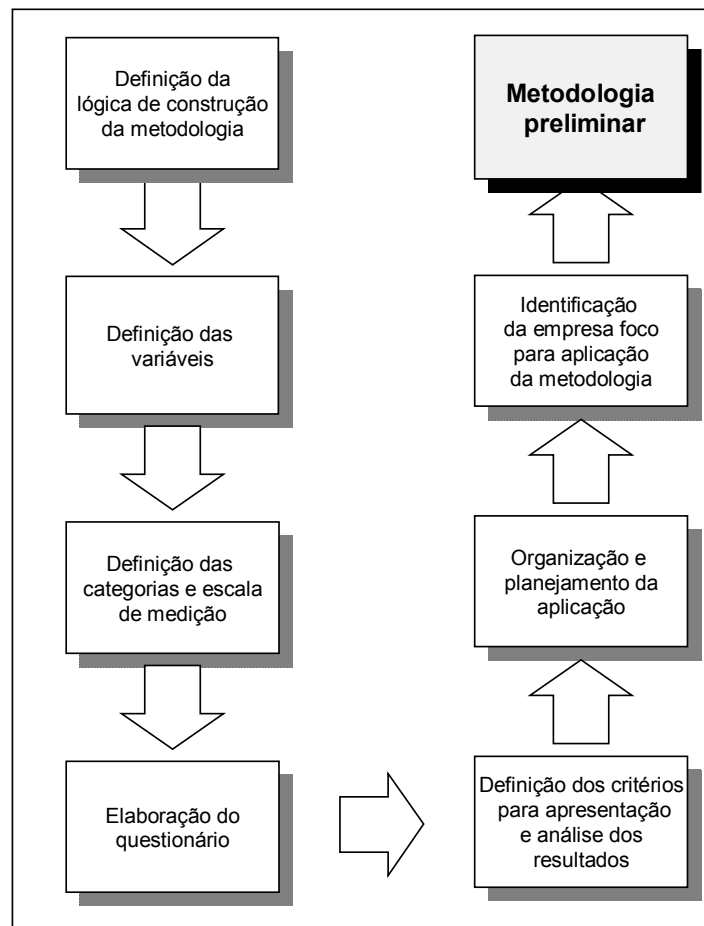 Definição da
lógica de construção
da metodologia
Definição das
variáveis
Definição das
categorias e escala
de medição
Elaboração do
questionário
Definição dos critérios
para apresentação
e análise dos
resultados
Organização e
planejamento da
aplicação
Identificação
da empresa foco
para aplicação
da metodologia
Metodologia
preliminar